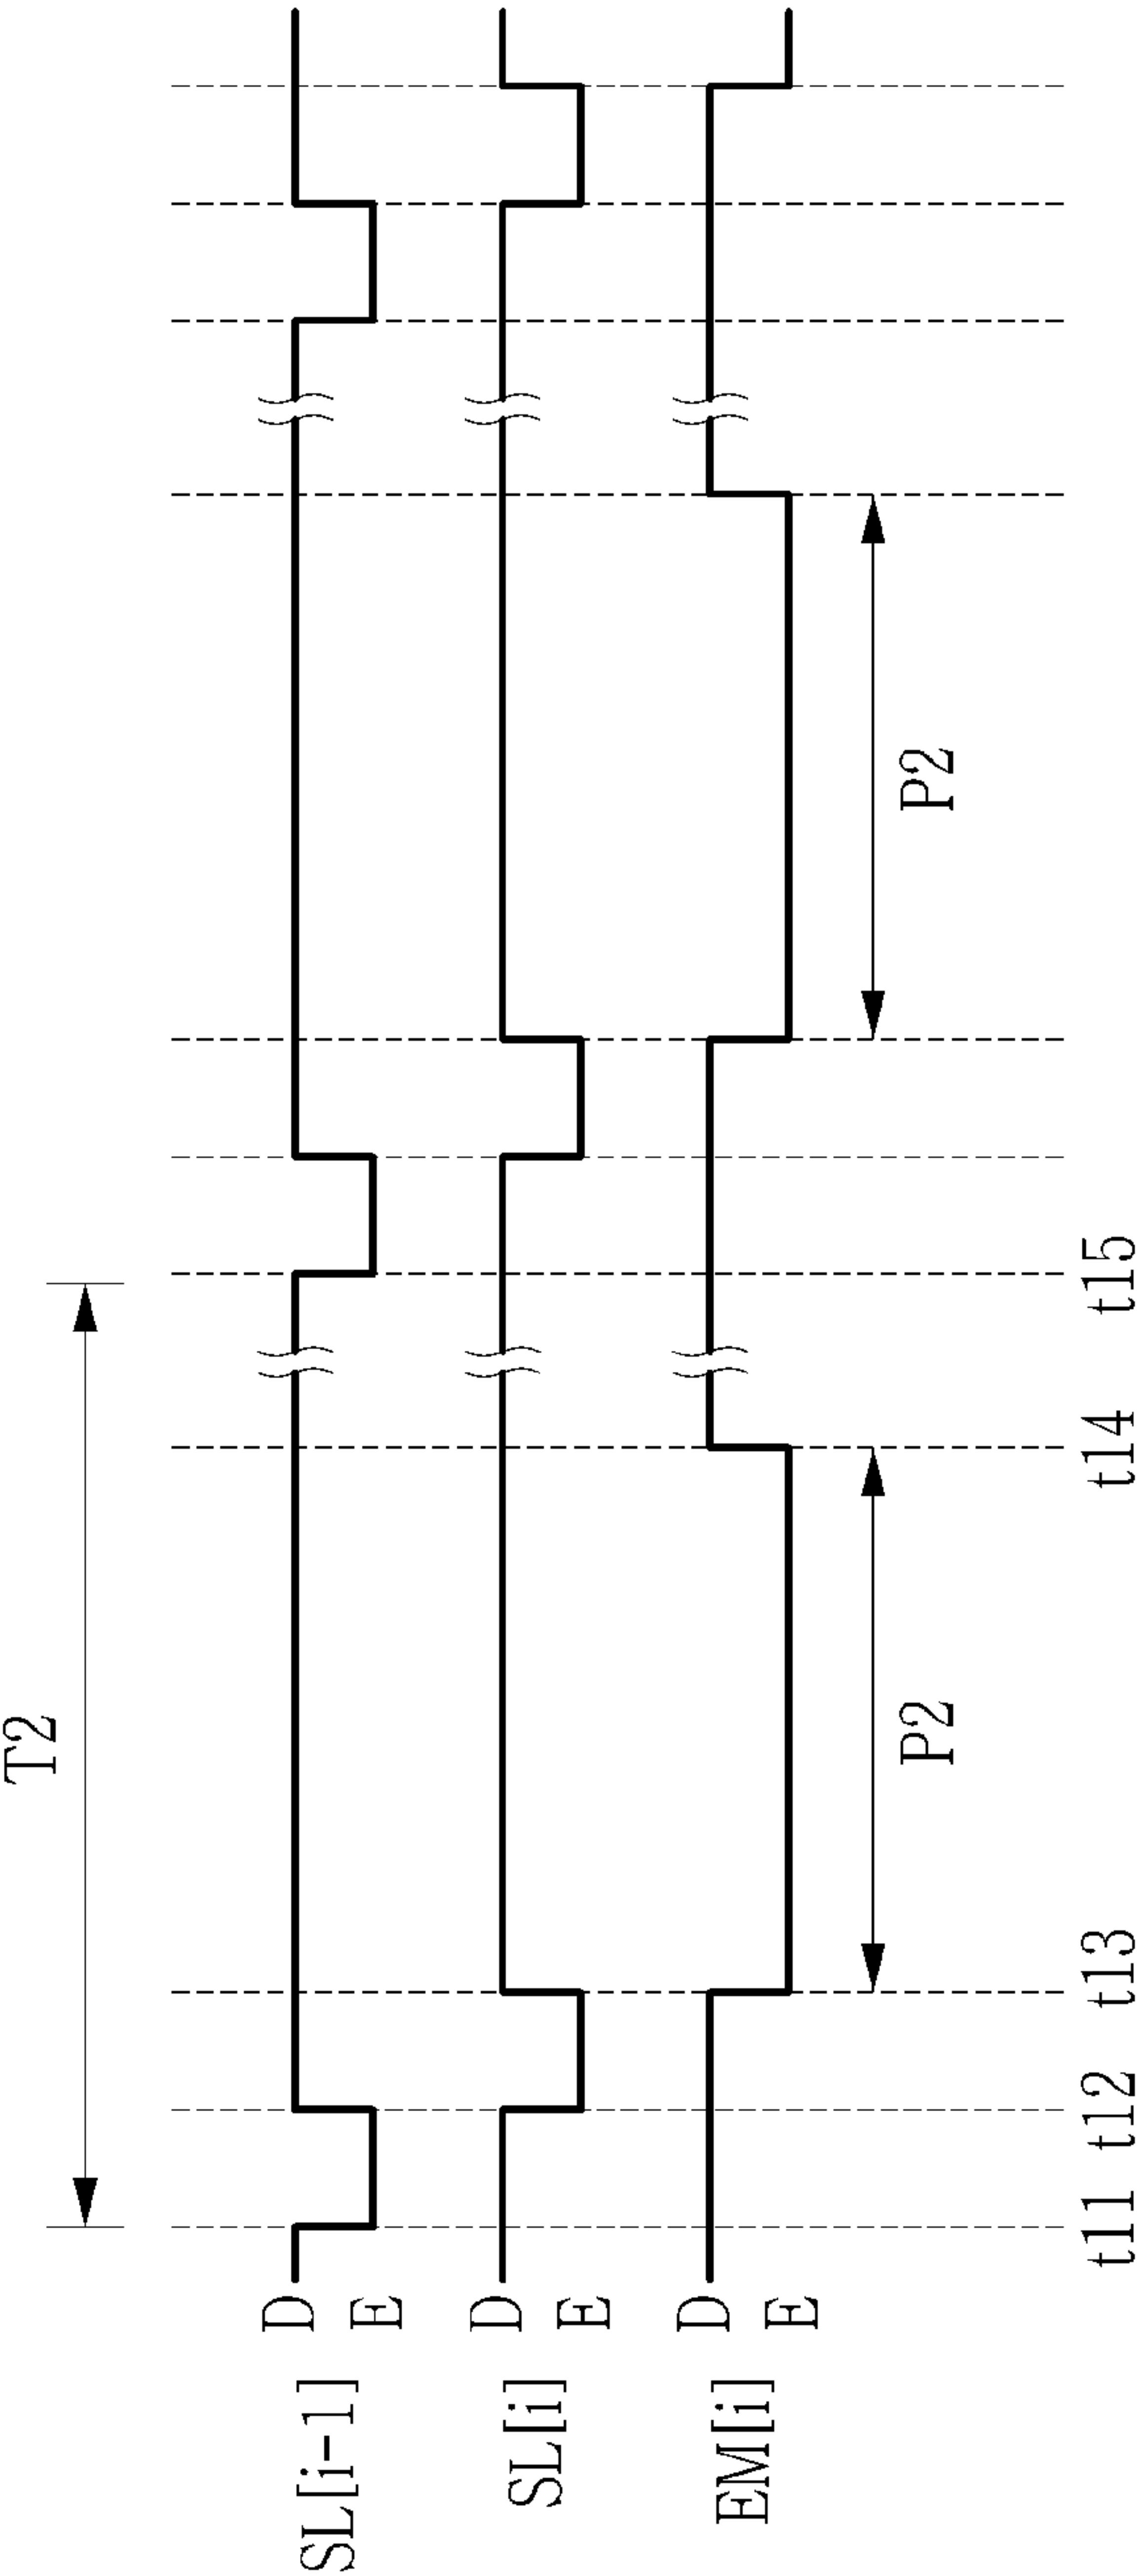 T2
SL[i-1] D
E
SL[i] D
E
EM[i] D
E
P2 P2
t11 t12 t13 t14 t15